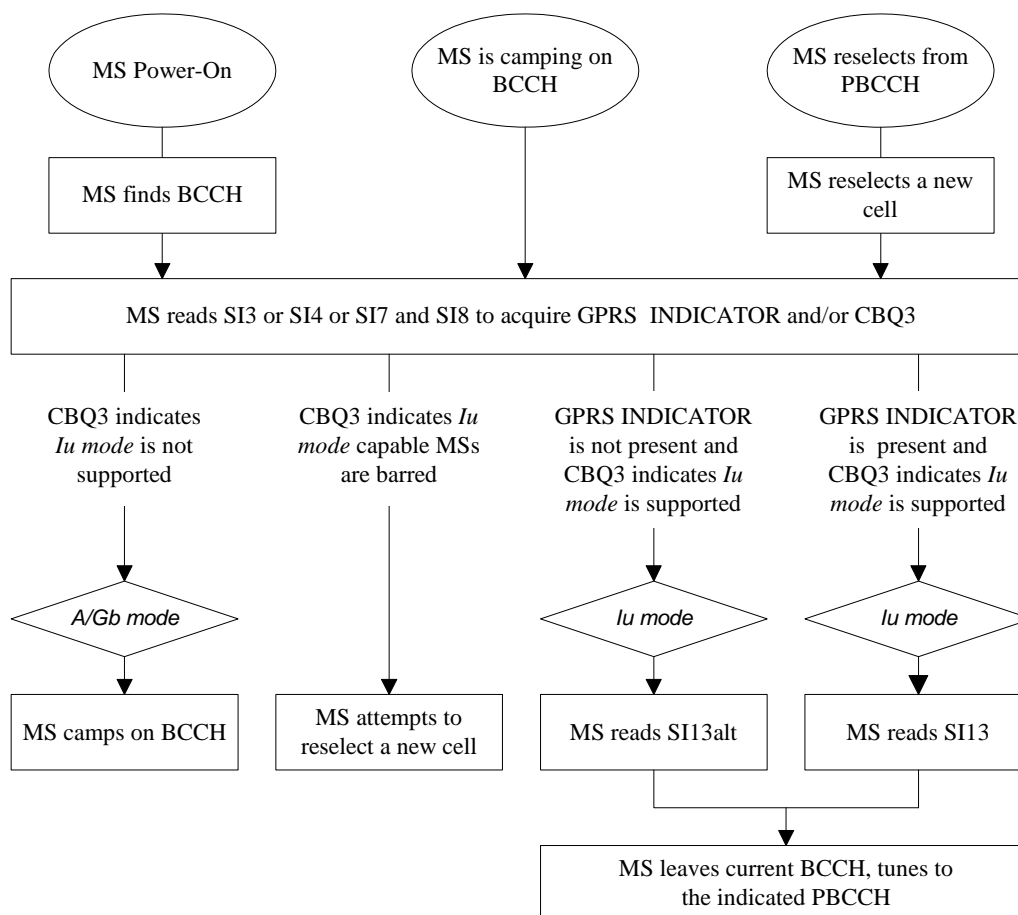 MS Power-On
MS is camping on
BCCH
MS reselects from
PBCCH
MS finds BCCH
MS reselects a new
cell
MS reads SI3 or SI4 or SI7 and SI8 to acquire GPRS INDICATOR and/or CBQ3
CBQ3 indicates
Iu mode is not
supported
CBQ3 indicates Iu
mode capable MSs
are barred
GPRS INDICATOR
is not present and
CBQ3 indicates Iu
mode is supported
GPRS INDICATOR
is present and
CBQ3 indicates Iu
mode is supported
A/Gb mode
Iu mode
Iu mode
MS camps on BCCH
MS attempts to
reselect a new cell
MS reads SI13alt
MS reads SI13
MS leaves current BCCH, tunes to
the indicated PBCCH